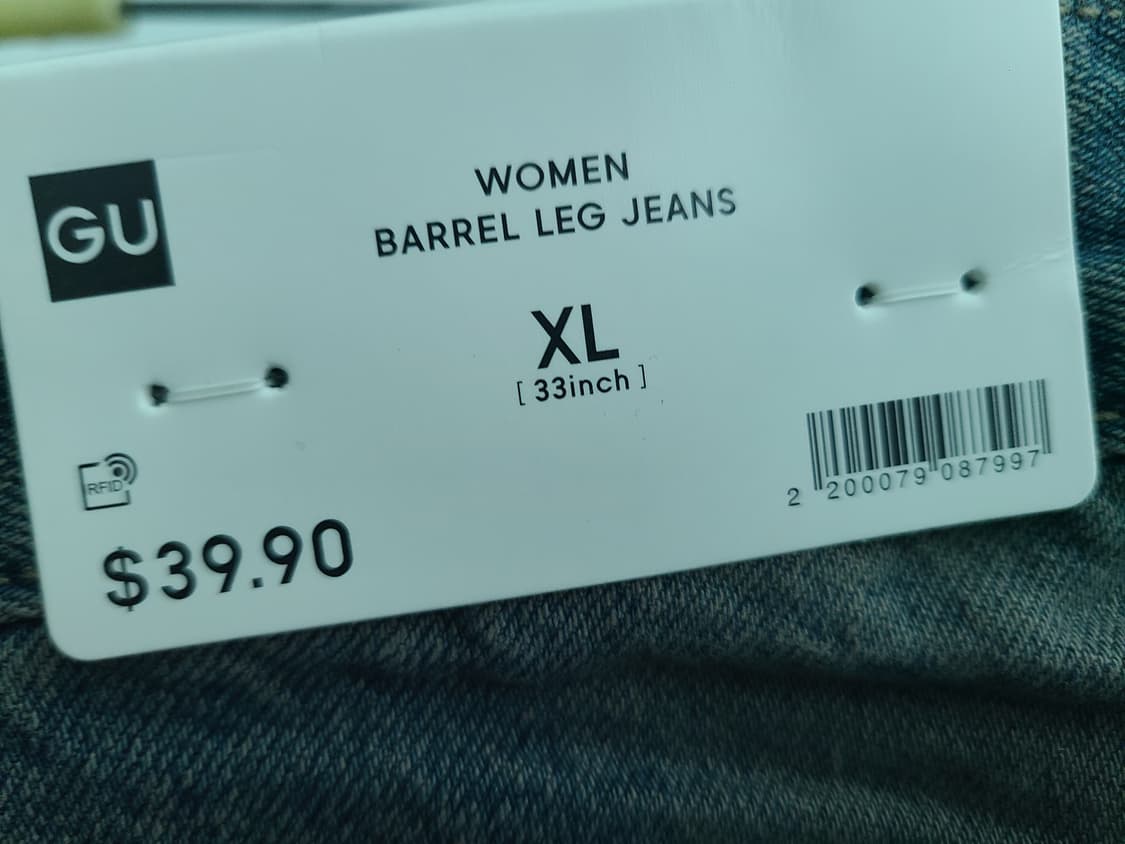 GU
WOMEN
BARREL LEG JEANS
XL
[ 33inch ]
RFID
2 200079 087997
$39.90